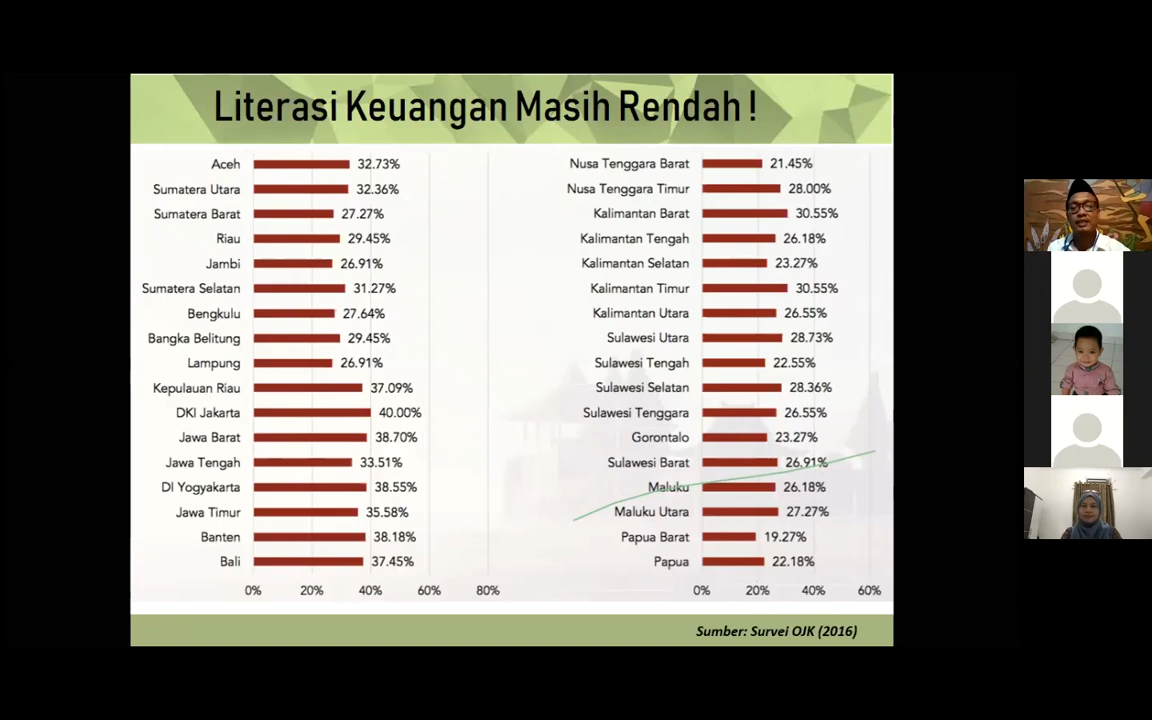 Literasi Keuangan Masih Rendah !
Aceh 32.73%
Sumatera Utara 32.36%
Sumatera Barat 27.27%
Riau 29.45%
Jambi 26.91%
Sumatera Selatan 31.27%
Bengkulu 27.64%
Bangka Belitung 29.45%
Lampung 26.91%
Kepulauan Riau 37.09%
DKI Jakarta 40.00%
Jawa Barat 38.70%
Jawa Tengah 33.51%
DI Yogyakarta 38.55%
Jawa Timur 35.58%
Banten 38.18%
Bali 37.45%
0% 20% 40% 60% 80%
Nusa Tenggara Barat 21.45%
Nusa Tenggara Timur 28.00%
Kalimantan Barat 30.55%
Kalimantan Tengah 26.18%
Kalimantan Selatan 23.27%
Kalimantan Timur 30.55%
Kalimantan Utara 26.55%
Sulawesi Utara 28.73%
Sulawesi Tengah 22.55%
Sulawesi Selatan 28.36%
Sulawesi Tenggara 26.55%
Gorontalo 23.27%
Sulawesi Barat 26.91%
Maluku 26.18%
Maluku Utara 27.27%
Papua Barat 19.27%
Papua 22.18%
0% 20% 40% 60%
Sumber: Survei OJK (2016)